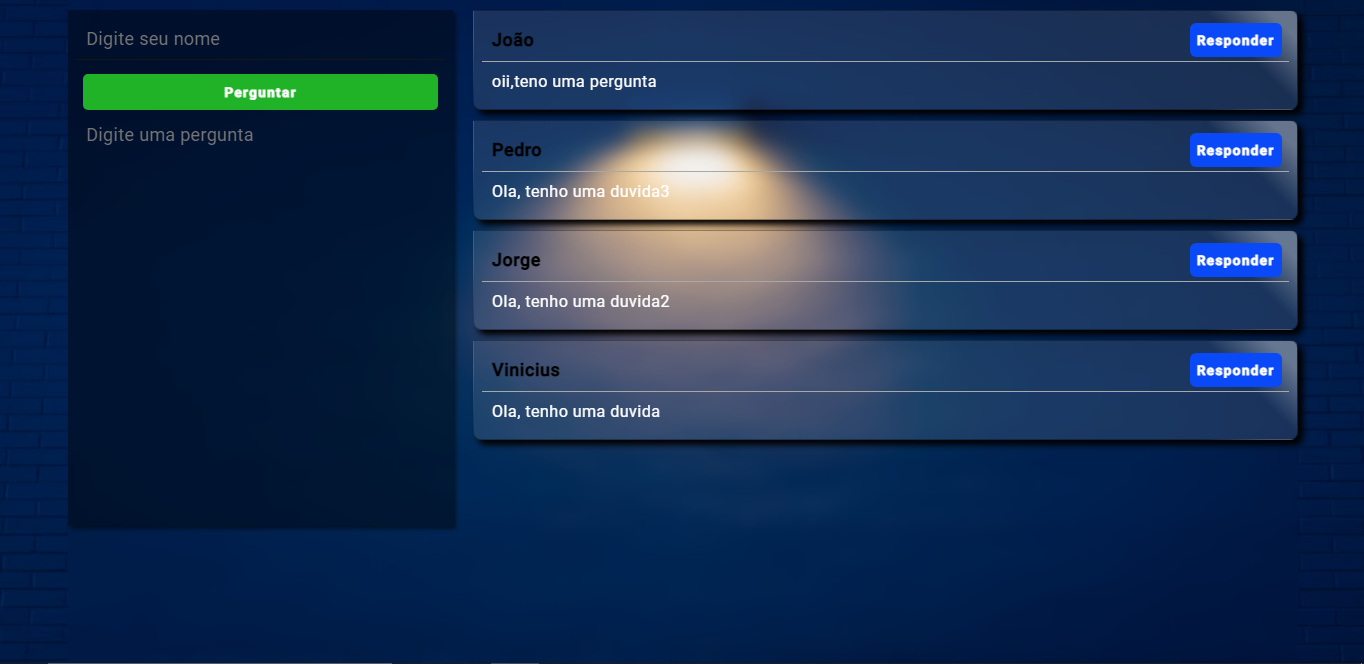 Digite seu nome
Perguntar
Digite uma pergunta
João
Responder
oii,teno uma pergunta
Pedro
Responder
Ola, tenho uma duvida3
Jorge
Responder
Ola, tenho uma duvida2
Vinicius
Responder
Ola, tenho uma duvida